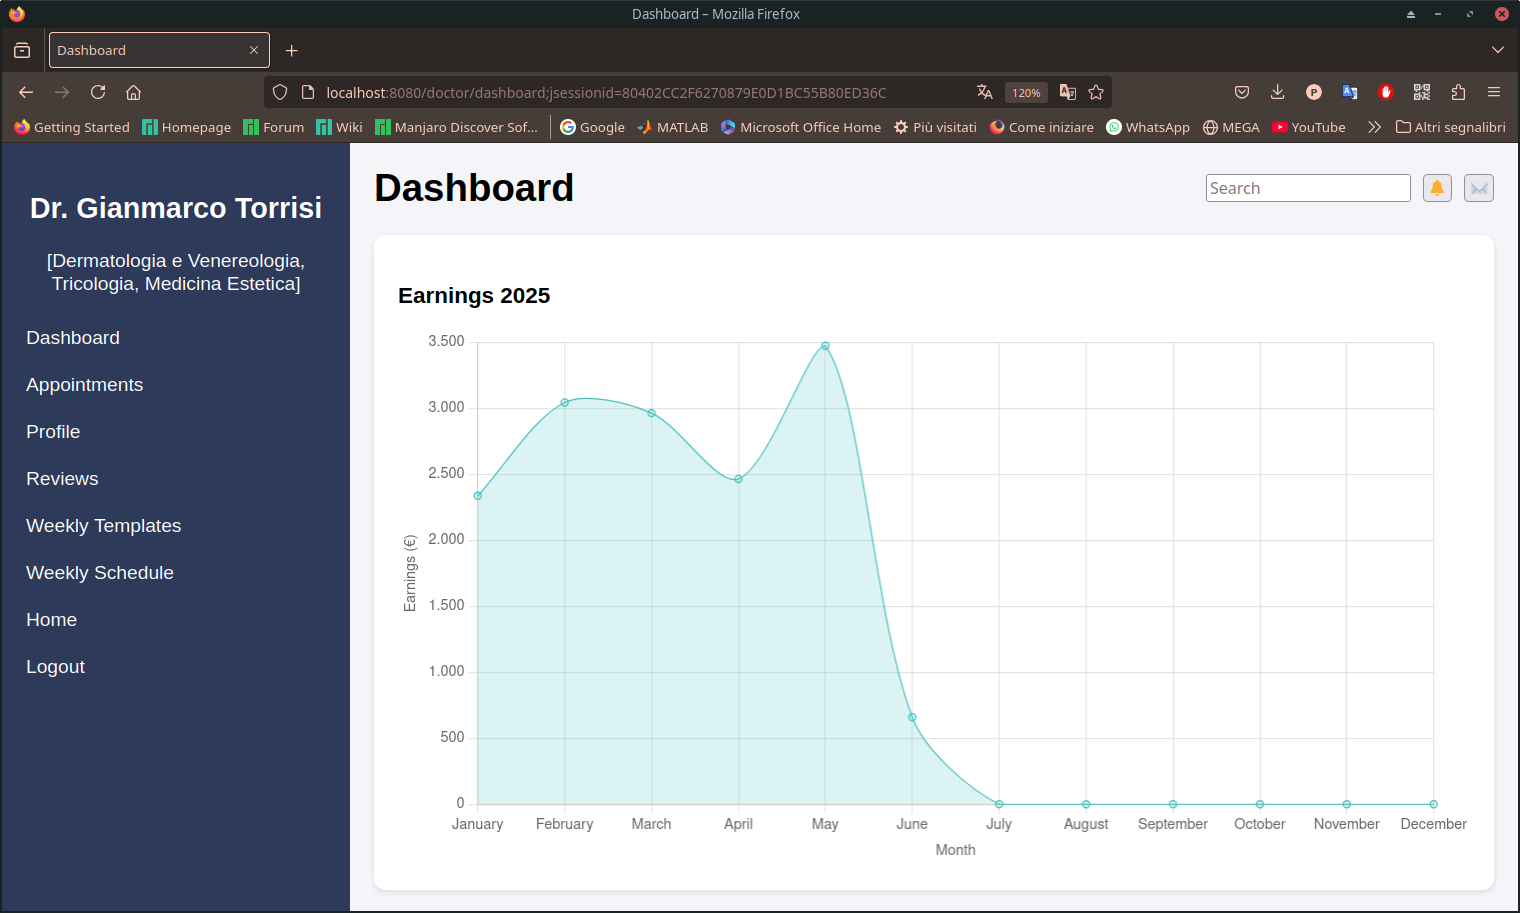 Dashboard – Mozilla Firefox
Dashboard
localhost:8080/doctor/dashboard;jsessionid=80402CC2F6270879E0D1BC55B80ED36C
120%
P
Getting Started Homepage Forum Wiki Manjaro Discover Sof... Google MATLAB Microsoft Office Home Più visitati Come iniziare WhatsApp MEGA YouTube Altri segnalibri
Dr. Gianmarco Torrisi
[Dermatologia e Venereologia,
Tricologia, Medicina Estetica]
Dashboard
Appointments
Profile
Reviews
Weekly Templates
Weekly Schedule
Home
Logout
Dashboard
Search
Earnings 2025
3.500
3.000
2.500
2.000
1.500
1.000
500
0
Earnings (€)
January February March April May June July August September October November December
Month